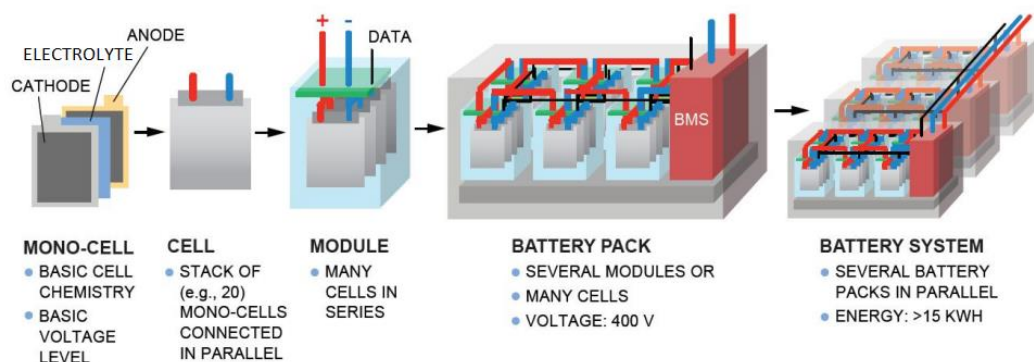 ANODE
ELECTROLYTE
CATHODE
+ -
DATA
BMS
MONO-CELL
BASIC CELL
CHEMISTRY
BASIC
VOLTAGE
LEVEL
CELL
STACK OF
(e.g., 20)
MONO-CELLS
CONNECTED
IN PARALLEL
MODULE
MANY
CELLS IN
SERIES
BATTERY PACK
SEVERAL MODULES OR
MANY CELLS
VOLTAGE: 400 V
BATTERY SYSTEM
SEVERAL BATTERY
PACKS IN PARALLEL
ENERGY: >15 KWH